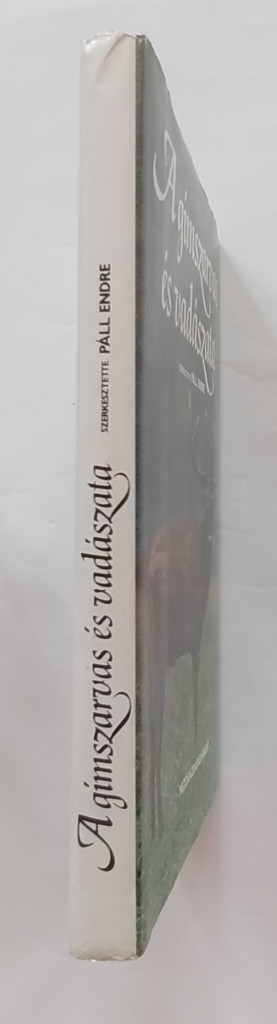 A gímszarvas és vadászata
SZERKESZTETTE PÁLL ENDRE
A gímszarvas
és vadászata